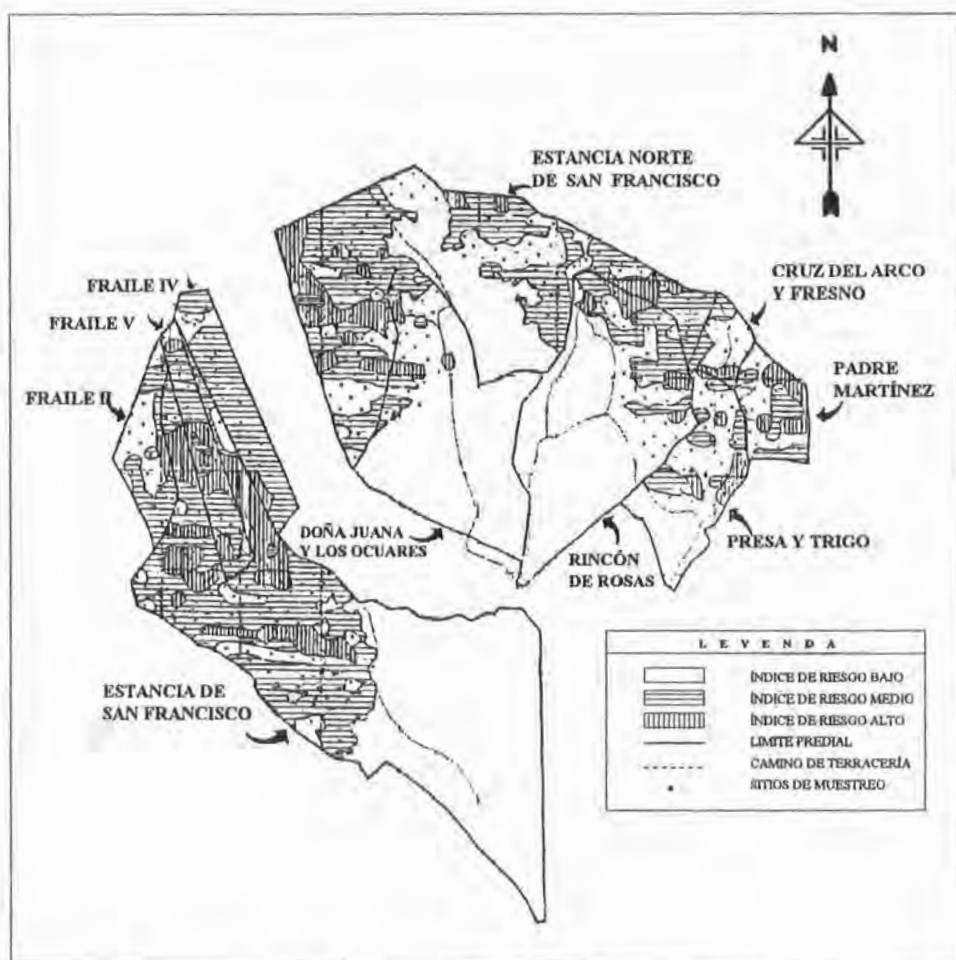 N
ESTANCIA NORTE
DE SAN FRANCISCO
CRUZ DEL ARCO
Y FRESNO
FRAILE IV
FRAILE V
PADRE
MARTÍNEZ
FRAILE II
DOÑA JUANA
Y LOS OCUARES
RINCÓN
DE ROSAS
PRESA Y TRIGO
ESTANCIA DE
SAN FRANCISCO
LEVENDA
ÍNDICE DE RIESGO BAJO
ÍNDICE DE RIESGO MEDIO
ÍNDICE DE RIESGO ALTO
LIMITE PREDIAL
CAMINO DE TERRACERÍA
SITIOS DE MUESTREO